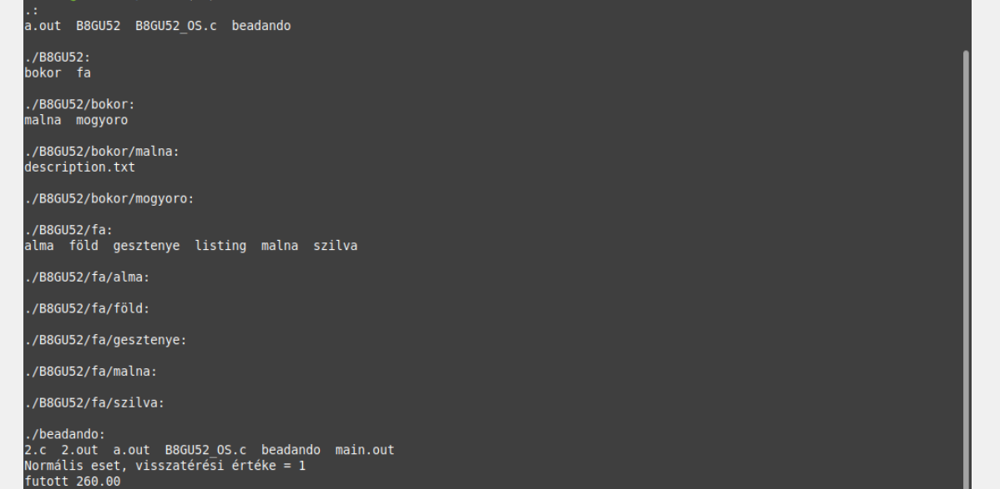 .:
a.out  B8GU52  B8GU52_OS.c  beadando
./B8GU52:
bokor  fa
./B8GU52/bokor:
malna  mogyoro
./B8GU52/bokor/malna:
description.txt
./B8GU52/bokor/mogyoro:
./B8GU52/fa:
alma  föld  gesztenye  listing  malna  szilva
./B8GU52/fa/alma:
./B8GU52/fa/föld:
./B8GU52/fa/gesztenye:
./B8GU52/fa/malna:
./B8GU52/fa/szilva:
./beadando:
2.c  2.out  a.out  B8GU52_OS.c  beadando  main.out
Normális eset, visszatérési értéke = 1
futott 260.00